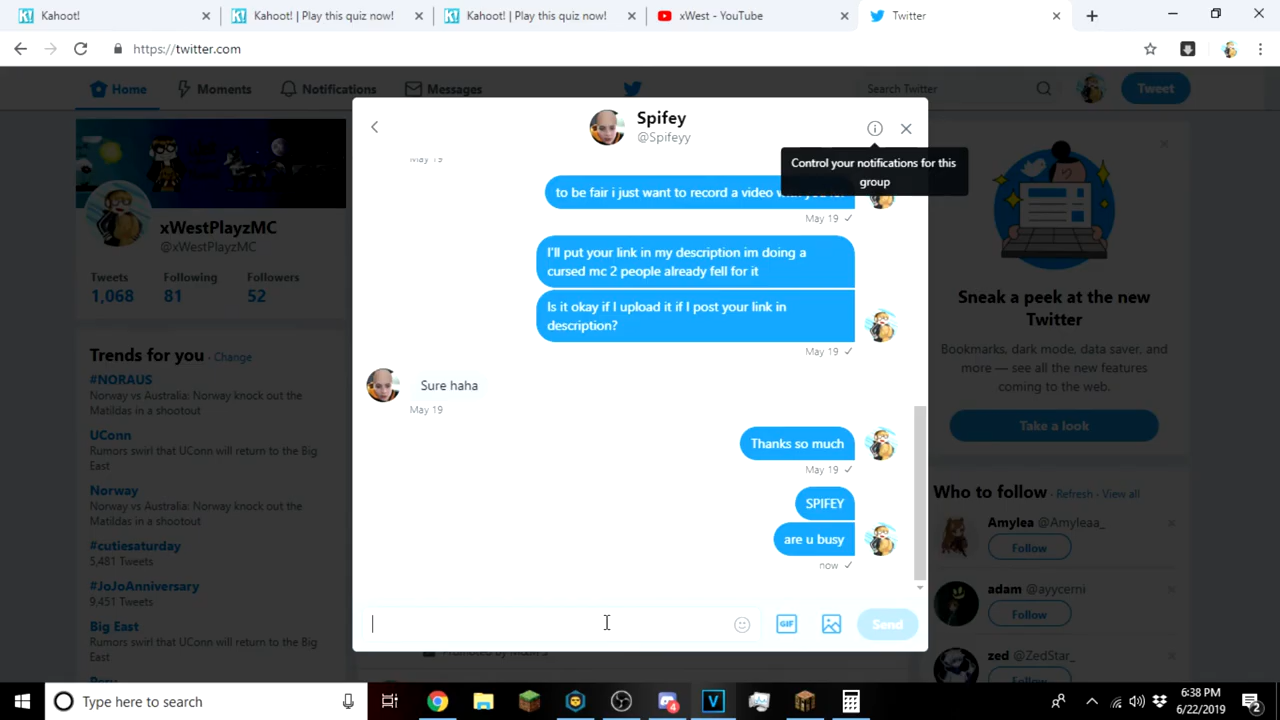 Kahoot!
Kahoot! | Play this quiz now!
Kahoot! | Play this quiz now!
xWest - YouTube
Twitter
https://twitter.com
Home
Moments
Notifications
Messages
Search Twitter
Tweet
Spifey
@Spifeyy
Control your notifications for this
group
May 19
to be fair i just want to record a video
May 19 ✓
I'll put your link in my description im doing a
cursed mc 2 people already fell for it
Is it okay if I upload it if I post your link in
description?
May 19 ✓
Sure haha
May 19
Thanks so much
May 19 ✓
SPIFEY
are u busy
now ✓
GIF
Send
xWestPlayzMC
@xWestPlayzMC
Tweets
Following
Followers
1,068
81
52
Trends for you · Change
#NORAUS
Norway vs Australia: Norway knock out the
Matildas in a shootout
UConn
Rumors swirl that UConn will return to the Big
East
Norway
Norway vs Australia: Norway knock out the
Matildas in a shootout
#cutiesaturday
5,481 Tweets
#JoJoAnniversary
9,451 Tweets
Big East
Rumors swirl that UConn will return to the
Big East
Sneak a peek at the new
Twitter
Bookmarks, dark mode, data saver, and
more — see all the new features
coming to the web.
Take a look
Who to follow · Refresh · View all
Amylea @Amyleaa_
Follow
adam @ayycerni
Follow
zed @ZedStar_
Type here to search
4
6:38 PM
6/22/2019
2